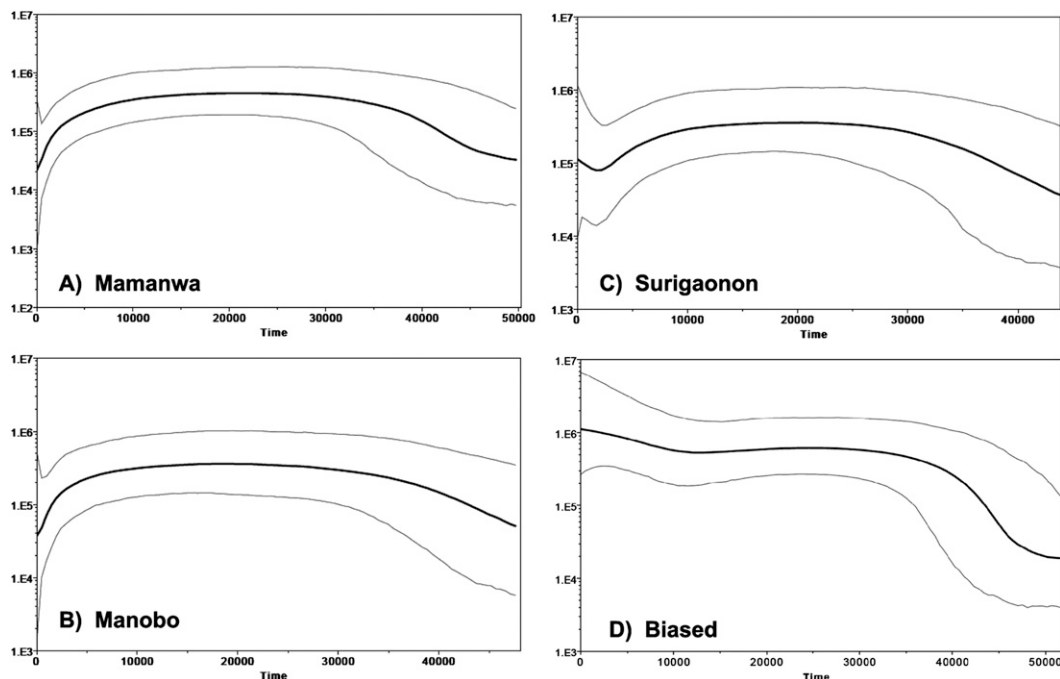 1.E7
1.E6
1.E5
1.E4
1.E3
1.E2
A) Mamanwa
0 10000 20000 30000 40000 50000
Time
1.E7
1.E6
1.E5
1.E4
1.E3
C) Surigaonon
0 10000 20000 30000 40000
Time
1.E7
1.E6
1.E5
1.E4
1.E3
B) Manobo
0 10000 20000 30000 40000
Time
1.E7
1.E6
1.E5
1.E4
1.E3
D) Biased
0 10000 20000 30000 40000 50000
Time